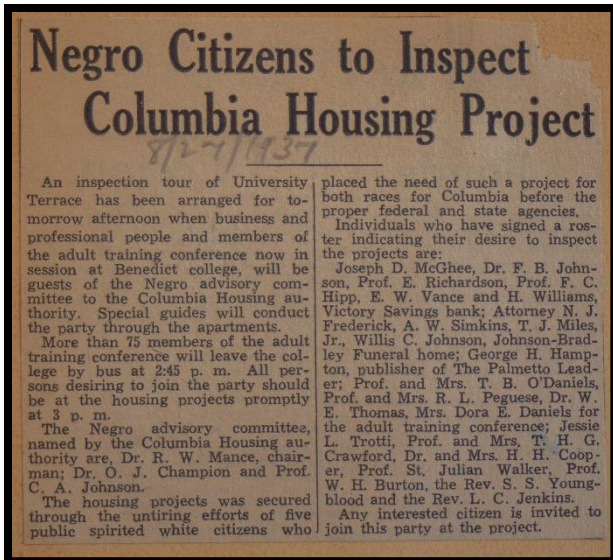 Negro Citizens to Inspect
Columbia Housing Project
8/27/1937
An inspection tour of University
Terrace has been arranged for to-
morrow afternoon when business and
professional people and members of
the adult training conference now in
session at Benedict college, will be
guests of the Negro advisory com-
mittee to the Columbia Housing au-
thority. Special guides will conduct
the party through the apartments.
More than 75 members of the adult
training conference will leave the col-
lege by bus at 2:45 p. m. All per-
sons desiring to join the party should
be at the housing projects promptly
at 3 p. m.
The Negro advisory committee,
named by the Columbia Housing au-
thority are, Dr. R. W. Mance, chair-
man; Dr. O. J. Champion and Prof.
C. A. Johnson.
The housing projects was secured
through the untiring efforts of five
public spirited white citizens who
placed the need of such a project for
both races for Columbia before the
proper federal and state agencies.
Individuals who have signed a ros-
ter indicating their desire to inspect
the projects are:
Joseph D. McGhee, Dr. F. B. John-
son, Prof. E. Richardson, Prof. F. C.
Hipp, E. W. Vance and H. Williams,
Victory Savings bank; Attorney N. J.
Frederick, A. W. Simkins, T. J. Miles,
Jr., Willis C. Johnson, Johnson-Brad-
ley Funeral home; George H. Hamp-
ton, publisher of The Palmetto Lead-
er; Prof. and Mrs. T. B. O'Daniels,
Prof. and Mrs. R. L. Peguese, Dr. W.
E. Thomas, Mrs. Dora E. Daniels for
the adult training conference; Jessie
L. Trotti, Prof. and Mrs. T. H. G.
Crawford, Dr. and Mrs. H. H. Coop-
er, Prof. St. Julian Walker, Prof.
W. H. Burton, the Rev. S. S. Young-
blood and the Rev. L. C. Jenkins.
Any interested citizen is invited to
join this party at the project.